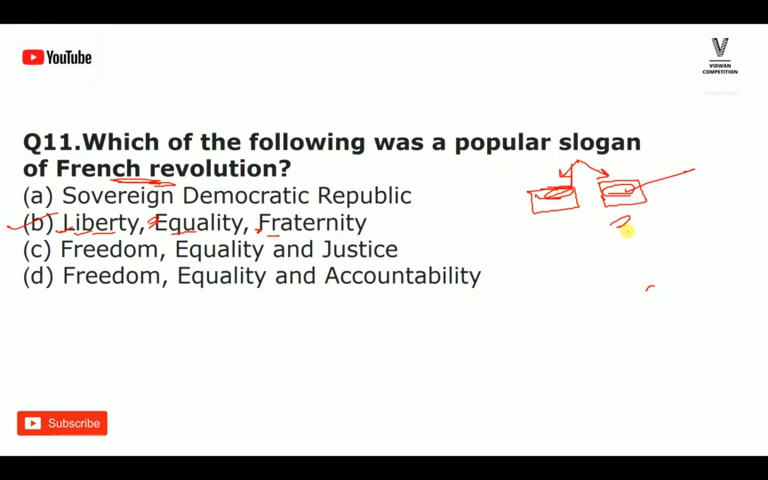 YouTube
VIDWAN
COMPETITION
Q11.Which of the following was a popular slogan
of French revolution?
(a) Sovereign Democratic Republic
(b) Liberty, Equality, Fraternity
(c) Freedom, Equality and Justice
(d) Freedom, Equality and Accountability
Subscribe